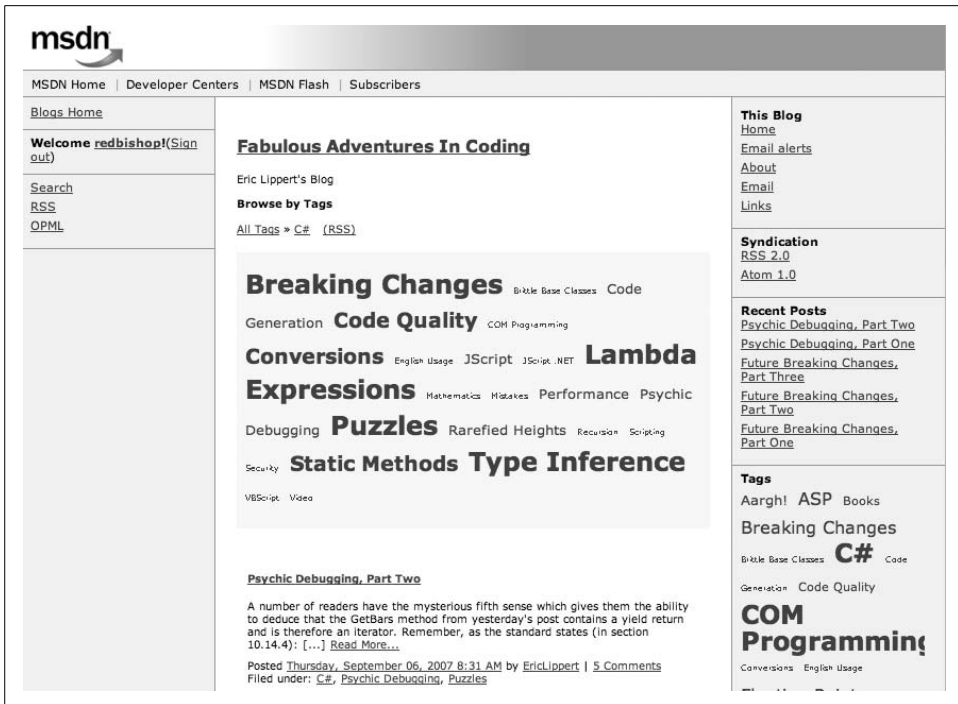 msdn
MSDN Home | Developer Centers | MSDN Flash | Subscribers
Blogs Home
Welcome redbishop!(Sign
out)
Search
RSS
OPML
Fabulous Adventures In Coding
Eric Lippert's Blog
Browse by Tags
All Tags » C# (RSS)
Breaking Changes Brittle Base Classes Code
Generation Code Quality COM Programming
Conversions English Usage JScript JScript .NET Lambda
Expressions Mathematics Mistakes Performance Psychic
Debugging Puzzles Rarefied Heights Recursion Scripting
Security Static Methods Type Inference
VBScript Video
Psychic Debugging, Part Two
A number of readers have the mysterious fifth sense which gives them the ability
to deduce that the GetBars method from yesterday's post contains a yield return
and is therefore an iterator. Remember, as the standard states (in section
10.14.4): [...] Read More...
Posted Thursday, September 06, 2007 8:31 AM by EricLippert | 5 Comments
Filed under: C#, Psychic Debugging, Puzzles
This Blog
Home
Email alerts
About
Email
Links
Syndication
RSS 2.0
Atom 1.0
Recent Posts
Psychic Debugging, Part Two
Psychic Debugging, Part One
Future Breaking Changes,
Part Three
Future Breaking Changes,
Part Two
Future Breaking Changes,
Part One
Tags
Aargh! ASP Books
Breaking Changes
Brittle Base Classes C# Code
Generation Code Quality
COM
Programming
Conversions English Usage